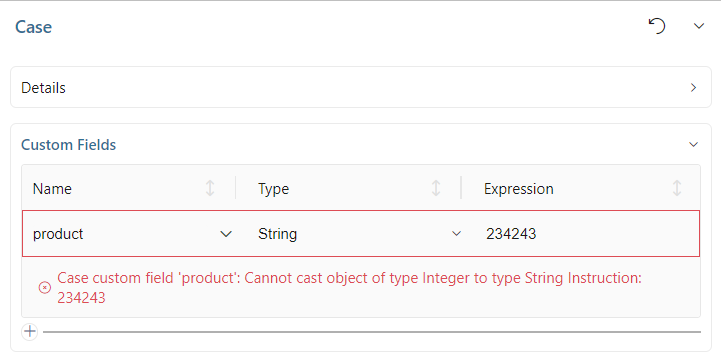 Case
Details
Custom Fields
Name Type Expression
product String 234243
Case custom field 'product': Cannot cast object of type Integer to type String Instruction:
234243